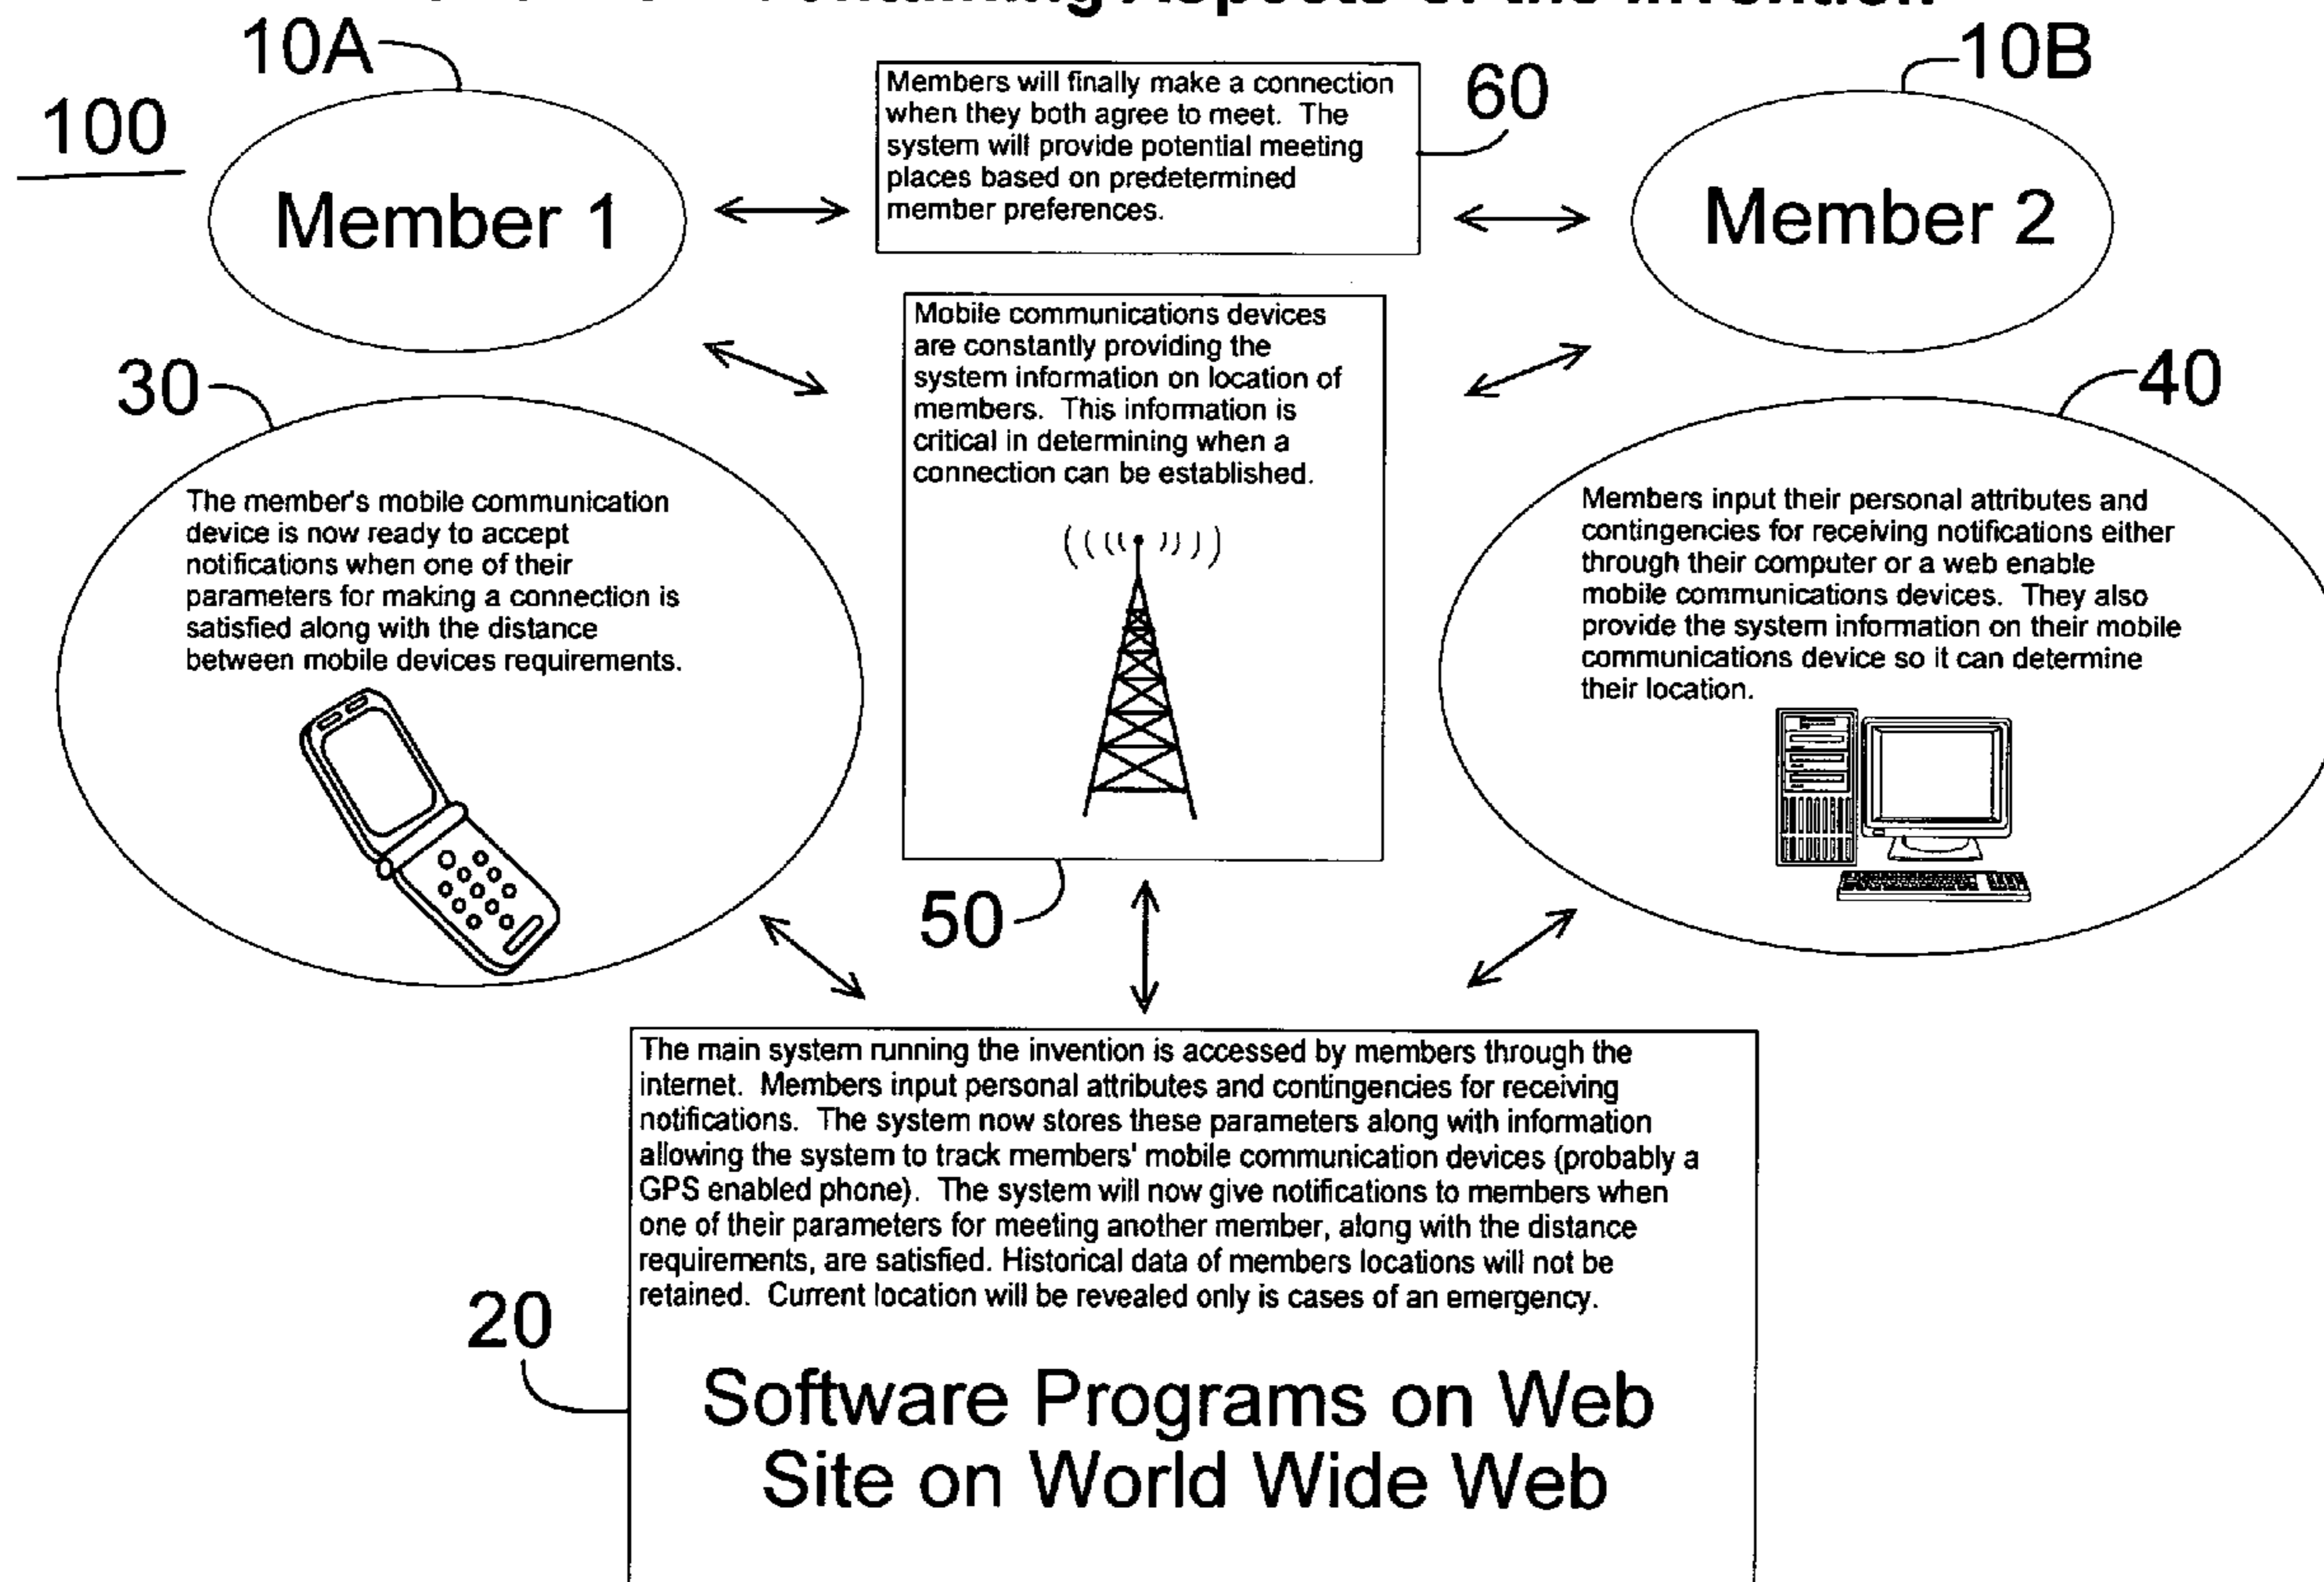 Containing Aspects of the Invention
10A
10B
100
60
Members will finally make a connection
when they both agree to meet. The
system will provide potential meeting
places based on predetermined
member preferences.
Member 1
Member 2
30
40
50
Mobile communications devices
are constantly providing the
system information on location of
members. This information is
critical in determining when a
connection can be established.
The member's mobile communication
device is now ready to accept
notifications when one of their
parameters for making a connection is
satisfied along with the distance
between mobile devices requirements.
Members input their personal attributes and
contingencies for receiving notifications either
through their computer or a web enable
mobile communications devices. They also
provide the system information on their mobile
communications device so it can determine
their location.
The main system running the invention is accessed by members through the
internet. Members input personal attributes and contingencies for receiving
notifications. The system now stores these parameters along with information
allowing the system to track members' mobile communication devices (probably a
GPS enabled phone). The system will now give notifications to members when
one of their parameters for meeting another member, along with the distance
requirements, are satisfied. Historical data of members locations will not be
retained. Current location will be revealed only is cases of an emergency.
20
Software Programs on Web
Site on World Wide Web